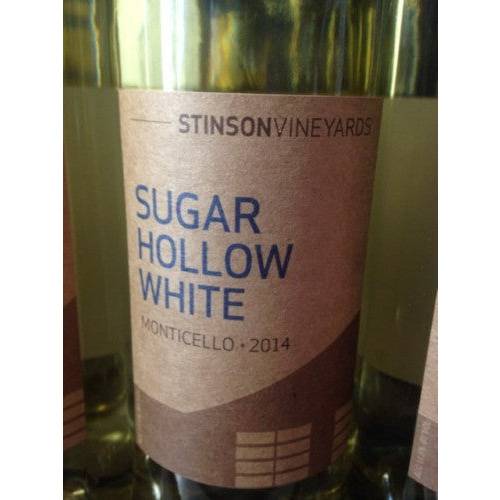 STINSONVINEYARDS
SUGAR
HOLLOW
WHITE
MONTICELLO • 2014